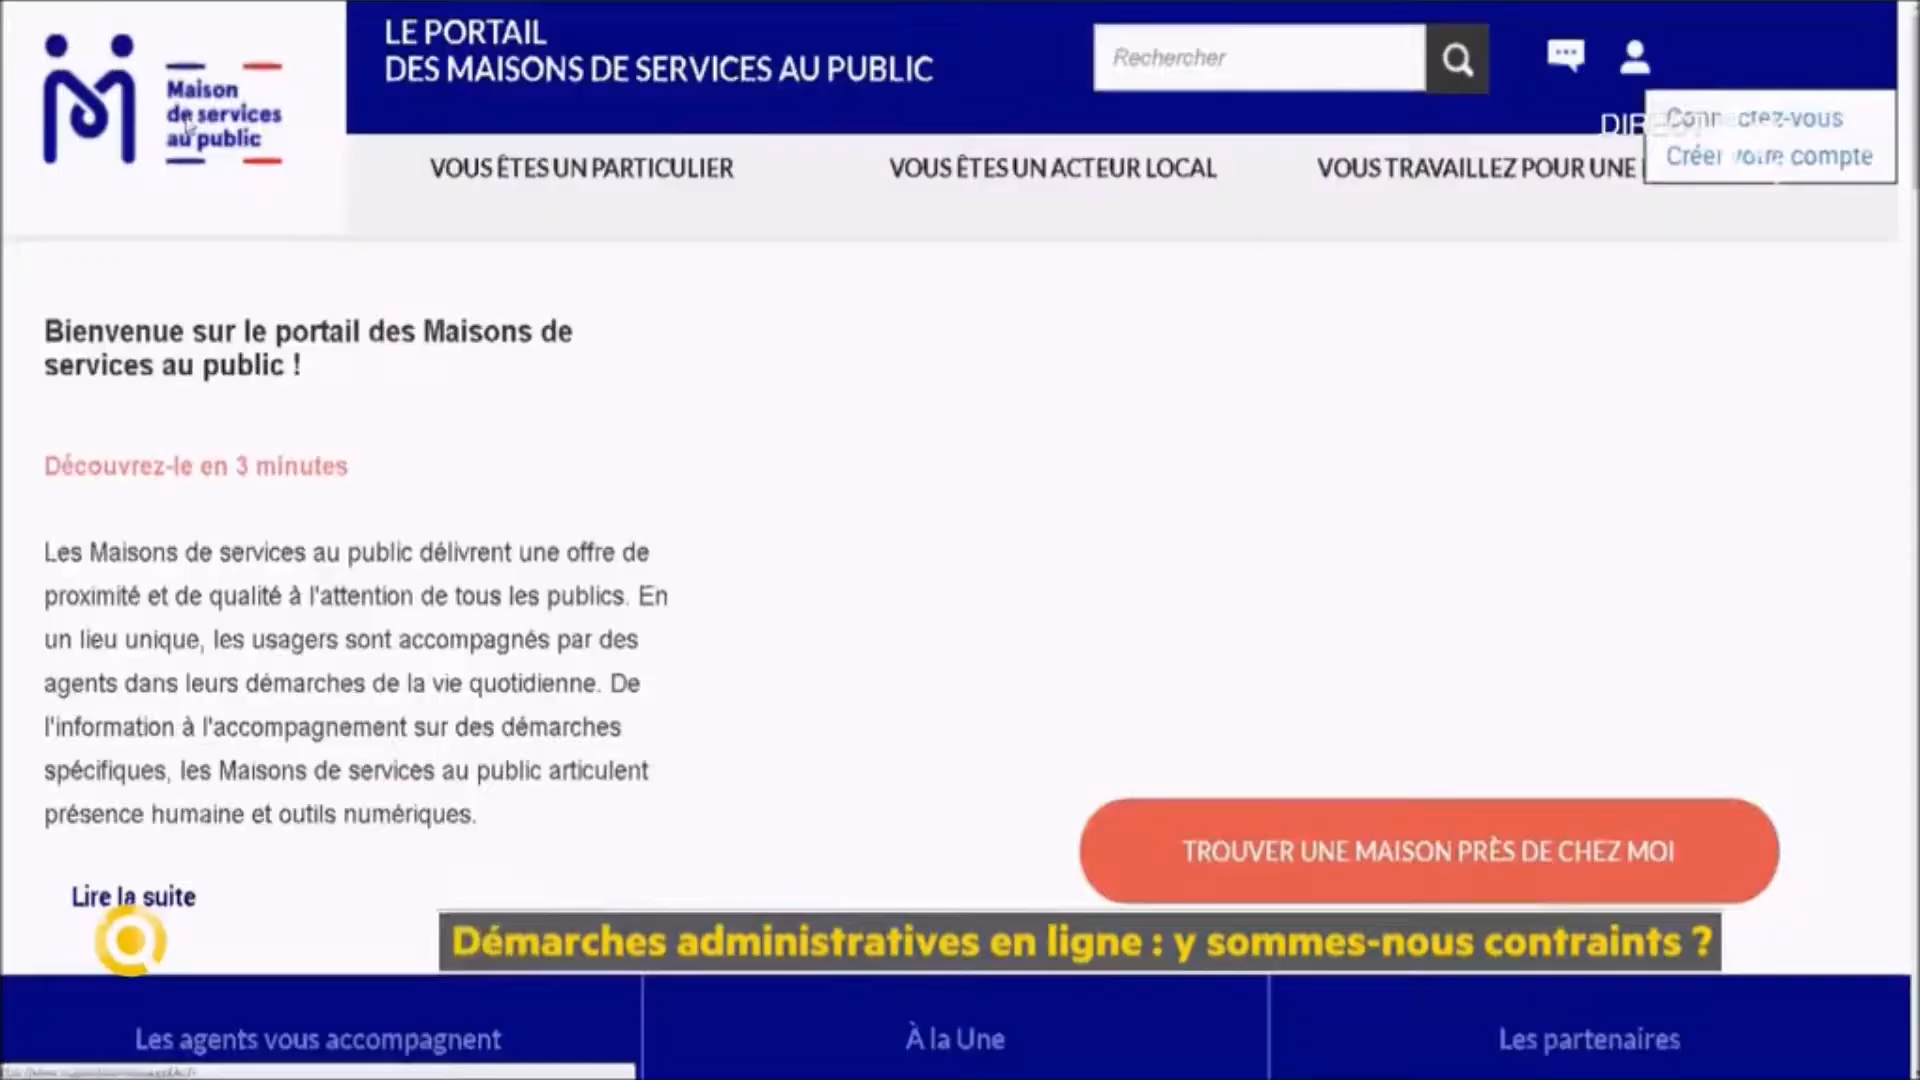 LE PORTAIL
DES MAISONS DE SERVICES AU PUBLIC
Rechercher
Maison
de services
au public
DIRECT
Connectez-vous
Créer votre compte
VOUS ÊTES UN PARTICULIER
VOUS ÊTES UN ACTEUR LOCAL
VOUS TRAVAILLEZ POUR UNE
Bienvenue sur le portail des Maisons de
services au public !
Découvrez-le en 3 minutes
Les Maisons de services au public délivrent une offre de
proximité et de qualité à l'attention de tous les publics. En
un lieu unique, les usagers sont accompagnés par des
agents dans leurs démarches de la vie quotidienne. De
l'information à l'accompagnement sur des démarches
spécifiques, les Maisons de services au public articulent
présence humaine et outils numériques.
TROUVER UNE MAISON PRÈS DE CHEZ MOI
Lire la suite
Démarches administratives en ligne : y sommes-nous contraints ?
Les agents vous accompagnent
À la Une
Les partenaires